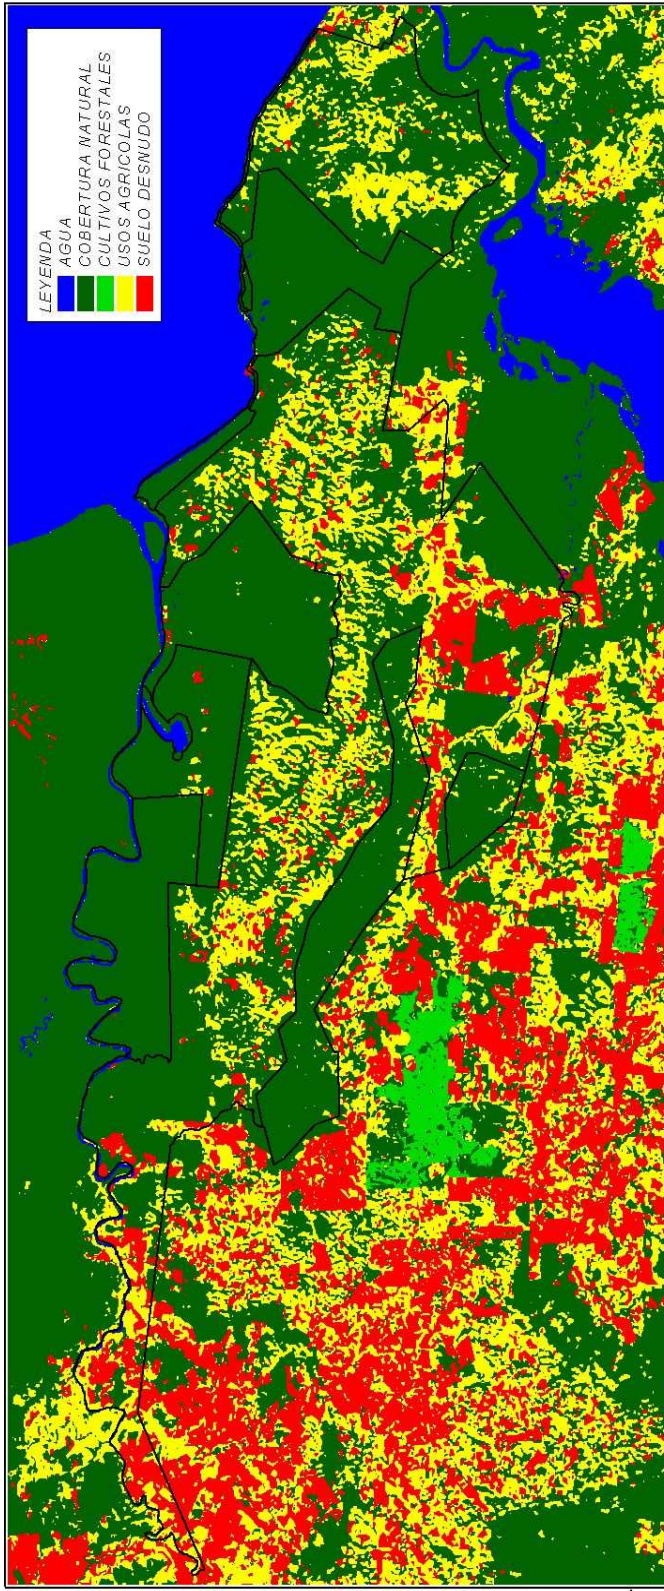 LEYENDA
AGUA
COBERTURA NATURAL
CULTIVOS FORESTALES
USOS AGRICOLAS
SUELO DESNUDO